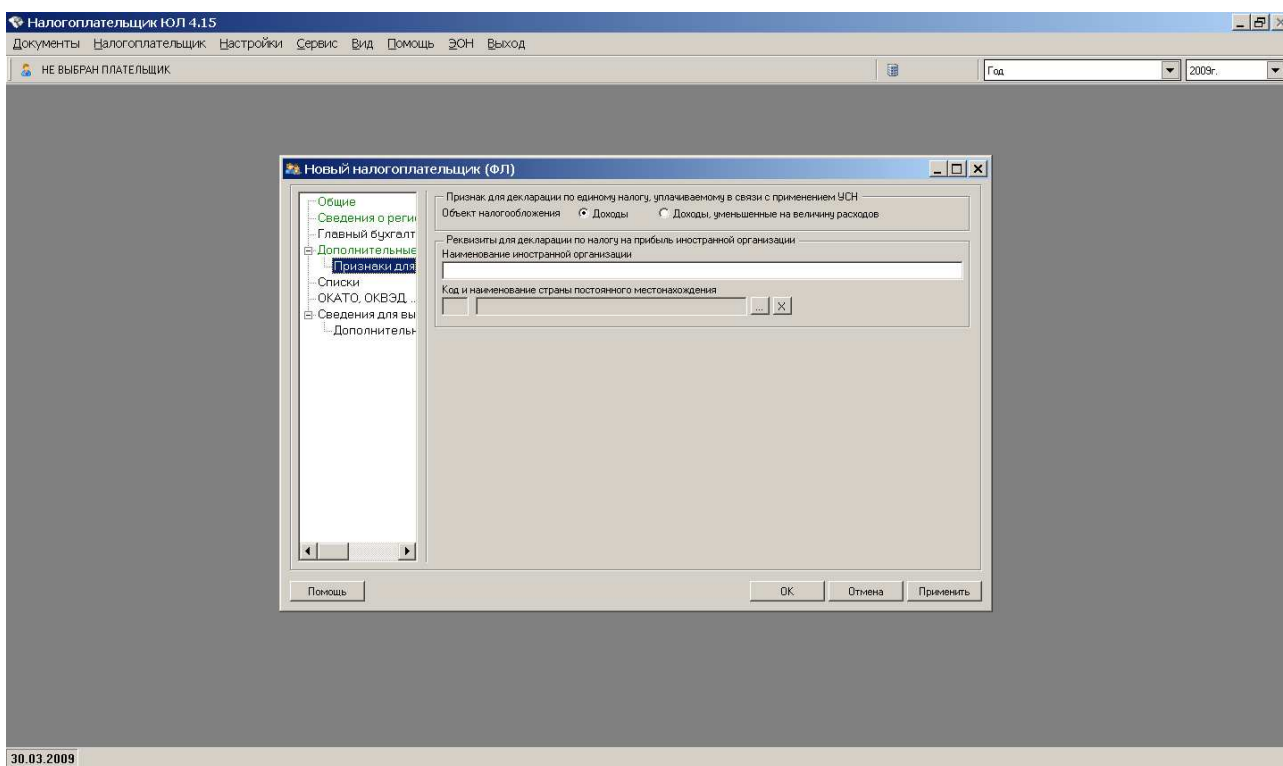 Налогоплательщик ЮЛ 4.15
Документы Налогоплательщик Настройки Сервис Вид Помощь ЭОН Выход
НЕ ВЫБРАН ПЛАТЕЛЬЩИК Год 2009г.
Новый налогоплательщик (ФЛ)
Общие
Сведения о реги
Главный бухгалт
Дополнительные
Признаки для
Списки
ОКАТО, ОКВЭД, ..
Сведения для вы
Дополнительн
Признак для декларации по единому налогу, уплачиваемому в связи с применением УСН
Объект налогообложения Доходы Доходы, уменьшенные на величину расходов
Реквизиты для декларации по налогу на прибыль иностранной организации
Наименование иностранной организации
Код и наименование страны постоянного местонахождения
... X
Помощь OK Отмена Применить
30.03.2009